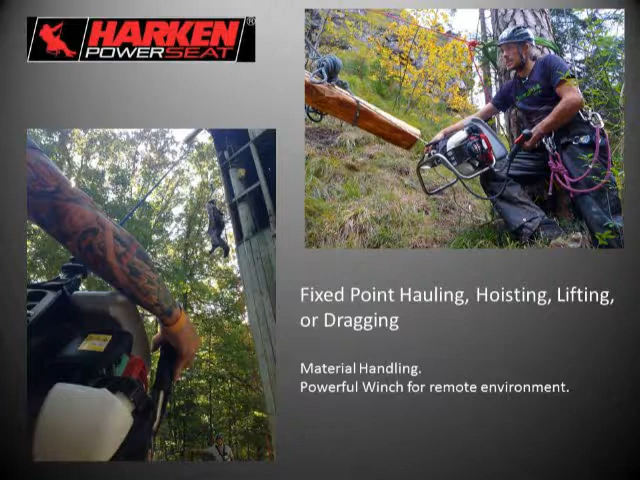 HARKEN®
POWERSEAT
Fixed Point Hauling, Hoisting, Lifting,
or Dragging
Material Handling.
Powerful Winch for remote environment.